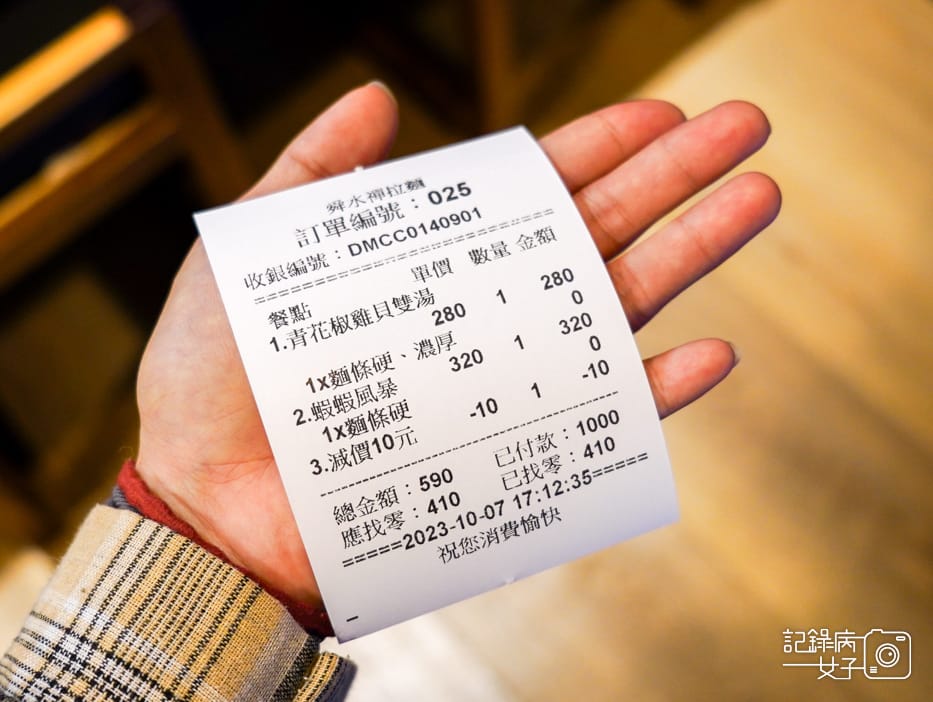 舜水禪拉麵
訂單編號：025
收銀編號：DMCC0140901
==============================
餐點 單價 數量 金額
1.青花椒雞貝雙湯
280 1 280
1x麵條硬、濃厚 0
2.蝦蝦風暴 320 1 320
1x麵條硬 0
3.減價10元 -10 1 -10
------------------------------
總金額：590 已付款：1000
應找零：410 已找零：410
=====2023-10-07 17:12:35=====
祝您消費愉快
記錄病女子